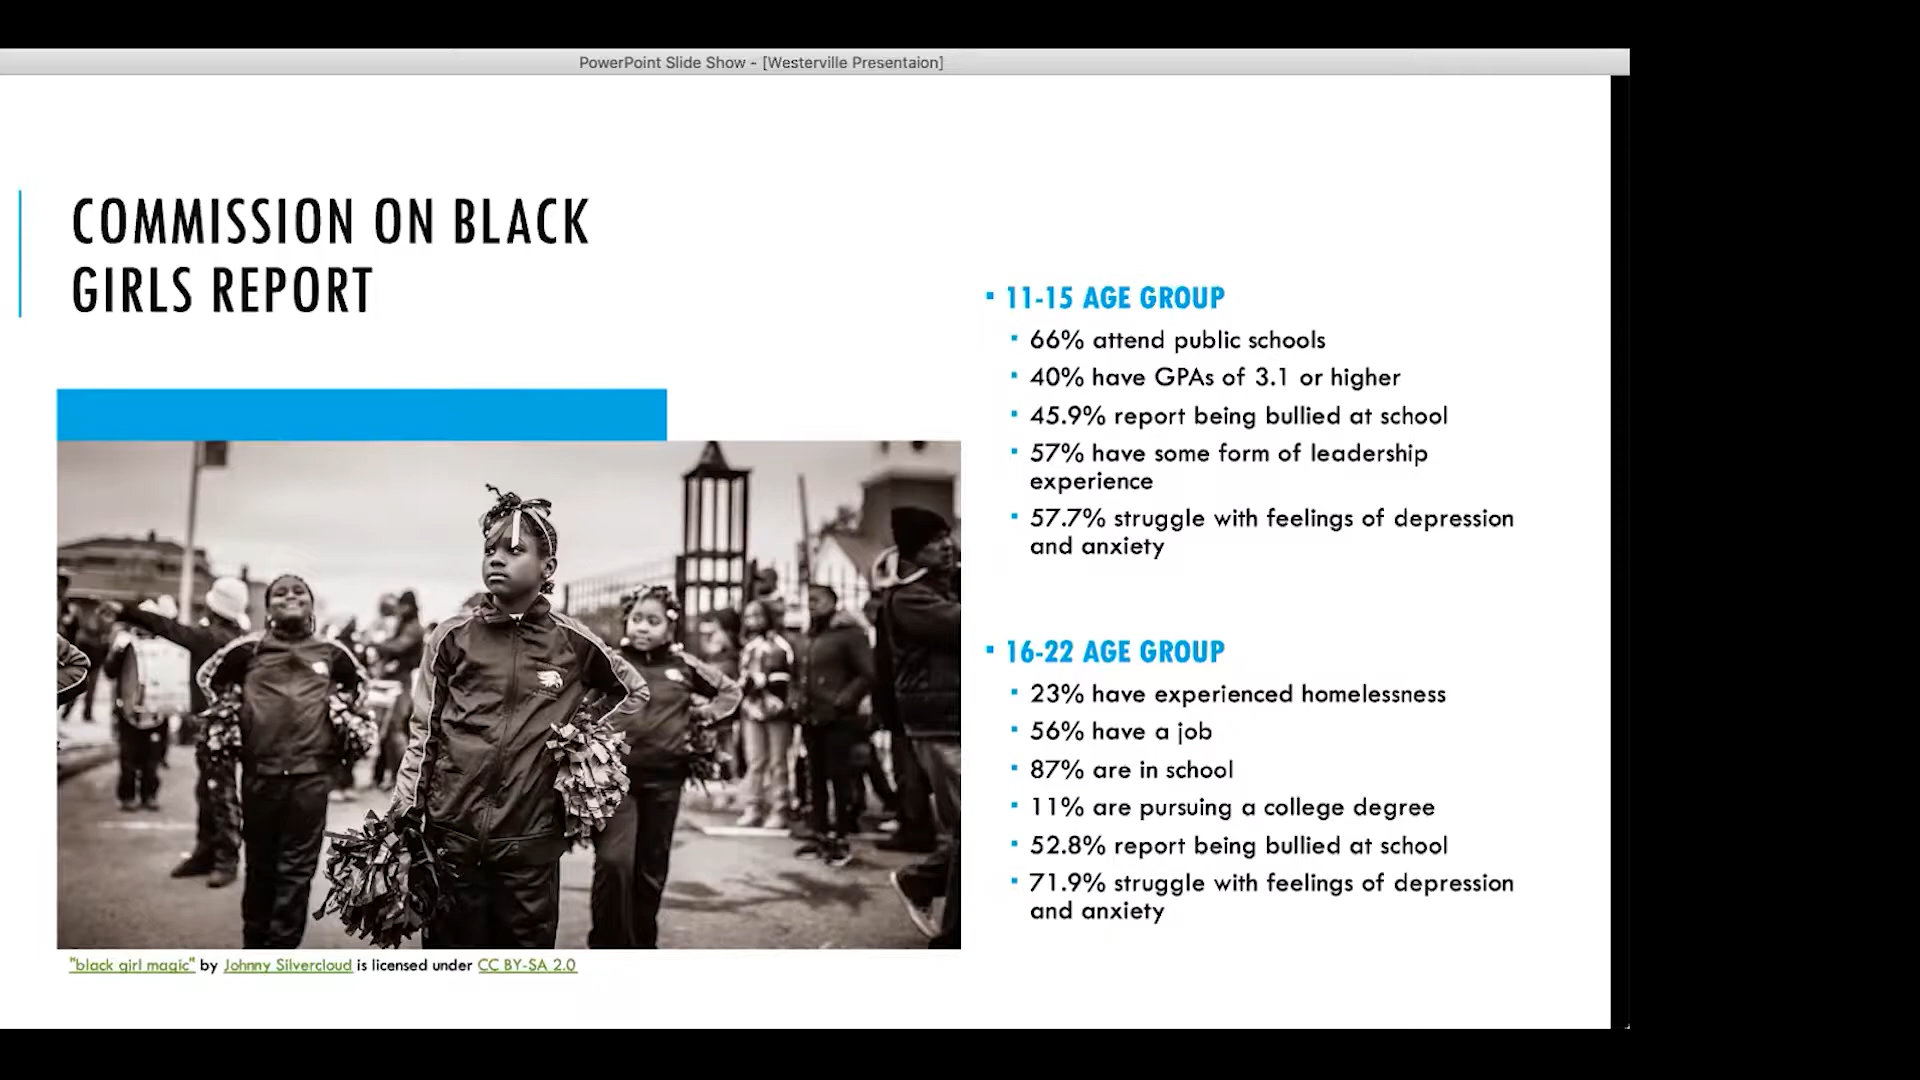 PowerPoint Slide Show - [Westerville Presentaion]
COMMISSION ON BLACK
GIRLS REPORT
▪ 11-15 AGE GROUP
▪ 66% attend public schools
▪ 40% have GPAs of 3.1 or higher
▪ 45.9% report being bullied at school
▪ 57% have some form of leadership
experience
▪ 57.7% struggle with feelings of depression
and anxiety
▪ 16-22 AGE GROUP
▪ 23% have experienced homelessness
▪ 56% have a job
▪ 87% are in school
▪ 11% are pursuing a college degree
▪ 52.8% report being bullied at school
▪ 71.9% struggle with feelings of depression
and anxiety
"black girl magic" by Johnny Silvercloud is licensed under CC BY-SA 2.0